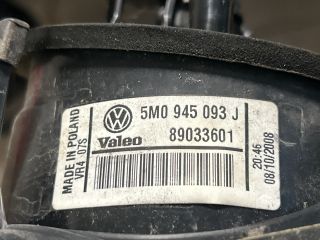 5M0 945 093 J
Valeo 89033601
MADE IN POLAND
VR4 07S
20:46
08/10/2008